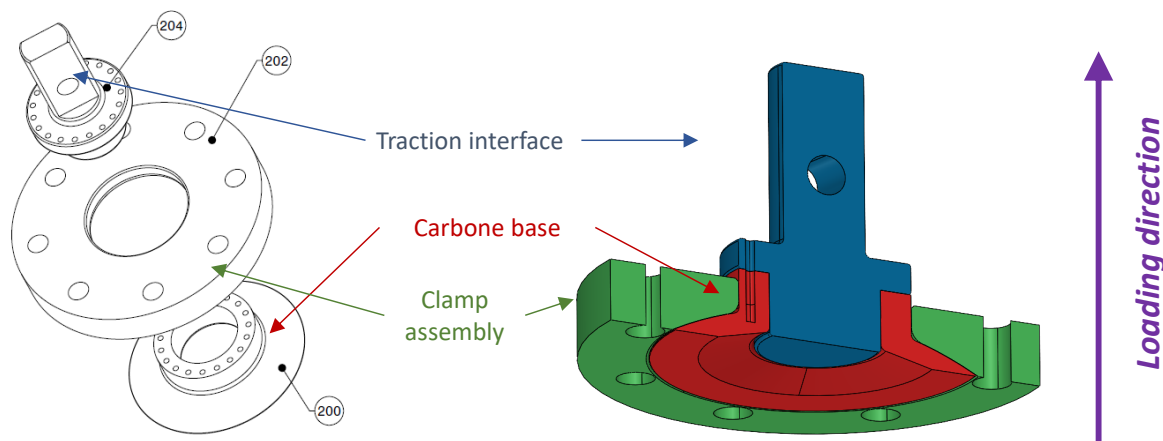 204
202
Traction interface
Carbone base
Clamp
assembly
200
Loading direction